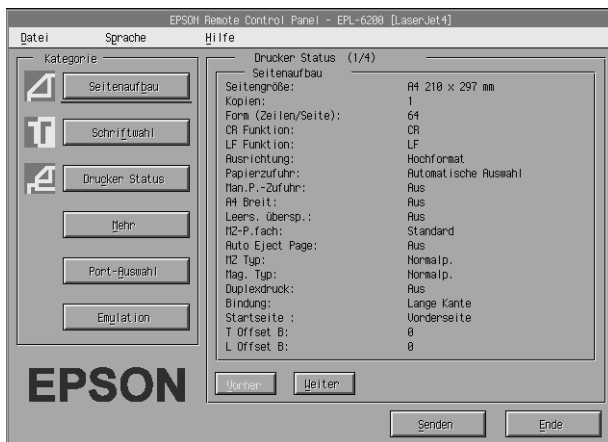 EPSON Remote Control Panel - EPL-6200 [LaserJet4]
Datei Sprache Hilfe
Kategorie
Seitenaufbau
Schriftwahl
Drucker Status
Mehr
Port-Auswahl
Emulation
EPSON
Drucker Status (1/4)
Seitenaufbau
Seitengröße: A4 210 x 297 mm
Kopien: 1
Form (Zeilen/Seite): 64
CR Funktion: CR
LF Funktion: LF
Ausrichtung: Hochformat
Papierzufuhr: Automatische Auswahl
Man.P.-Zufuhr: Aus
A4 Breit: Aus
Leers. übersp.: Aus
MZ-P.fach: Standard
Auto Eject Page: Aus
MZ Typ: Normalp.
Mag. Typ: Normalp.
Duplexdruck: Aus
Bindung: Lange Kante
Startseite : Vorderseite
T Offset B: 0
L Offset B: 0
Vorher Weiter
Senden Ende